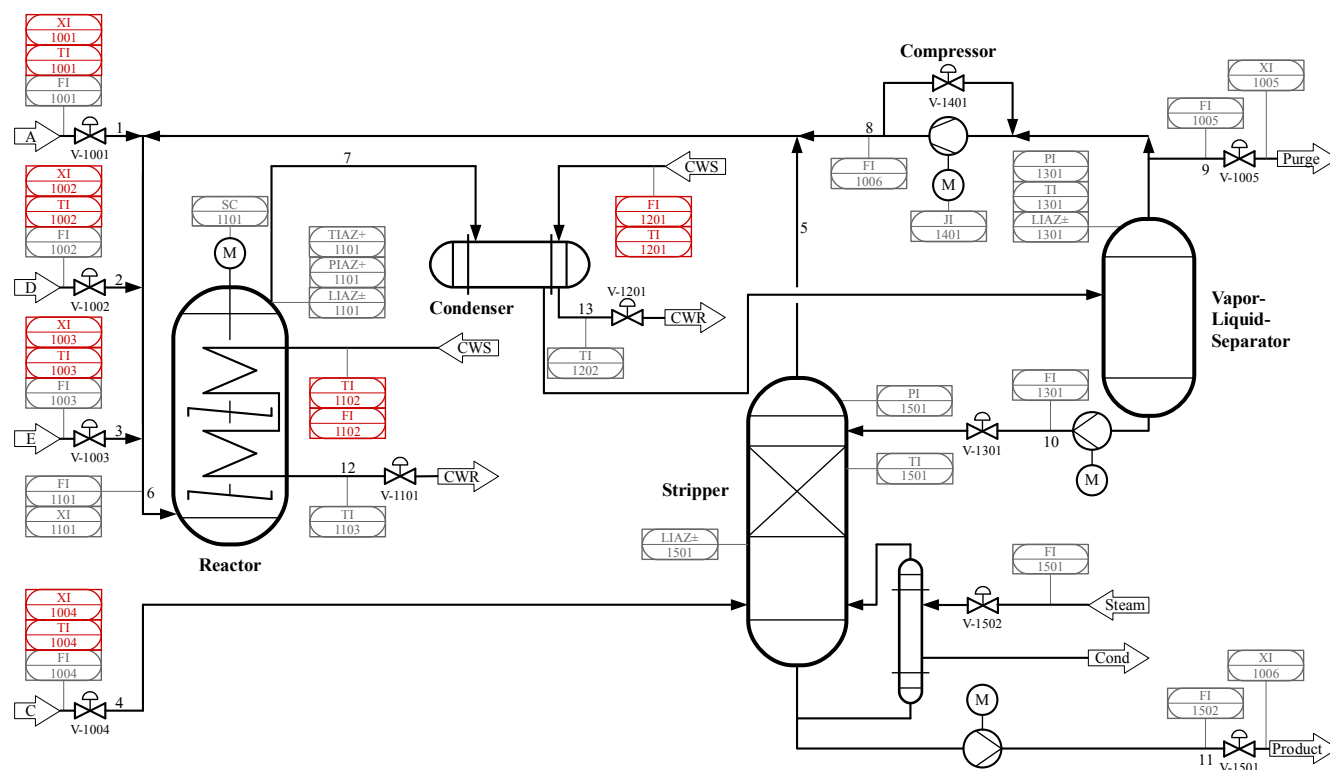 XI
1001
TI
1001
FI
1001
A
V-1001
1
XI
1002
TI
1002
FI
1002
D
V-1002
2
XI
1003
TI
1003
FI
1003
E
V-1003
3
FI
1101
XI
1101
6
XI
1004
TI
1004
FI
1004
C
V-1004
4
7
SC
1101
M
TIAZ+
1101
PIAZ+
1101
LIAZ±
1101
Reactor
CWS
TI
1102
FI
1102
12
V-1101
CWR
TI
1103
CWS
FI
1201
TI
1201
Condenser
13
V-1201
CWR
TI
1202
Compressor
V-1401
8
FI
1006
M
JI
1401
5
PI
1301
TI
1301
LIAZ±
1301
FI
1005
XI
1005
9
V-1005
Purge
Vapor-
Liquid-
Separator
FI
1301
10
V-1301
M
PI
1501
TI
1501
Stripper
LIAZ±
1501
FI
1501
V-1502
Steam
Cond
M
FI
1502
XI
1006
11
V-1501
Product